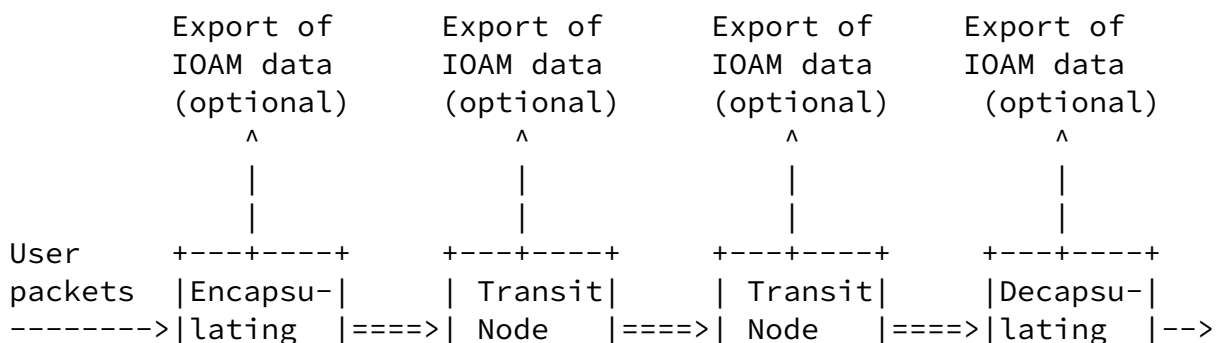 Export of Export of Export of Export of
IOAM data IOAM data IOAM data IOAM data
(optional) (optional) (optional) (optional)
User
packets |Encapsu-| | Transit| | Transit| |Decapsu-|
-------->|lating |====>| Node |====>| Node |====>|lating |-->